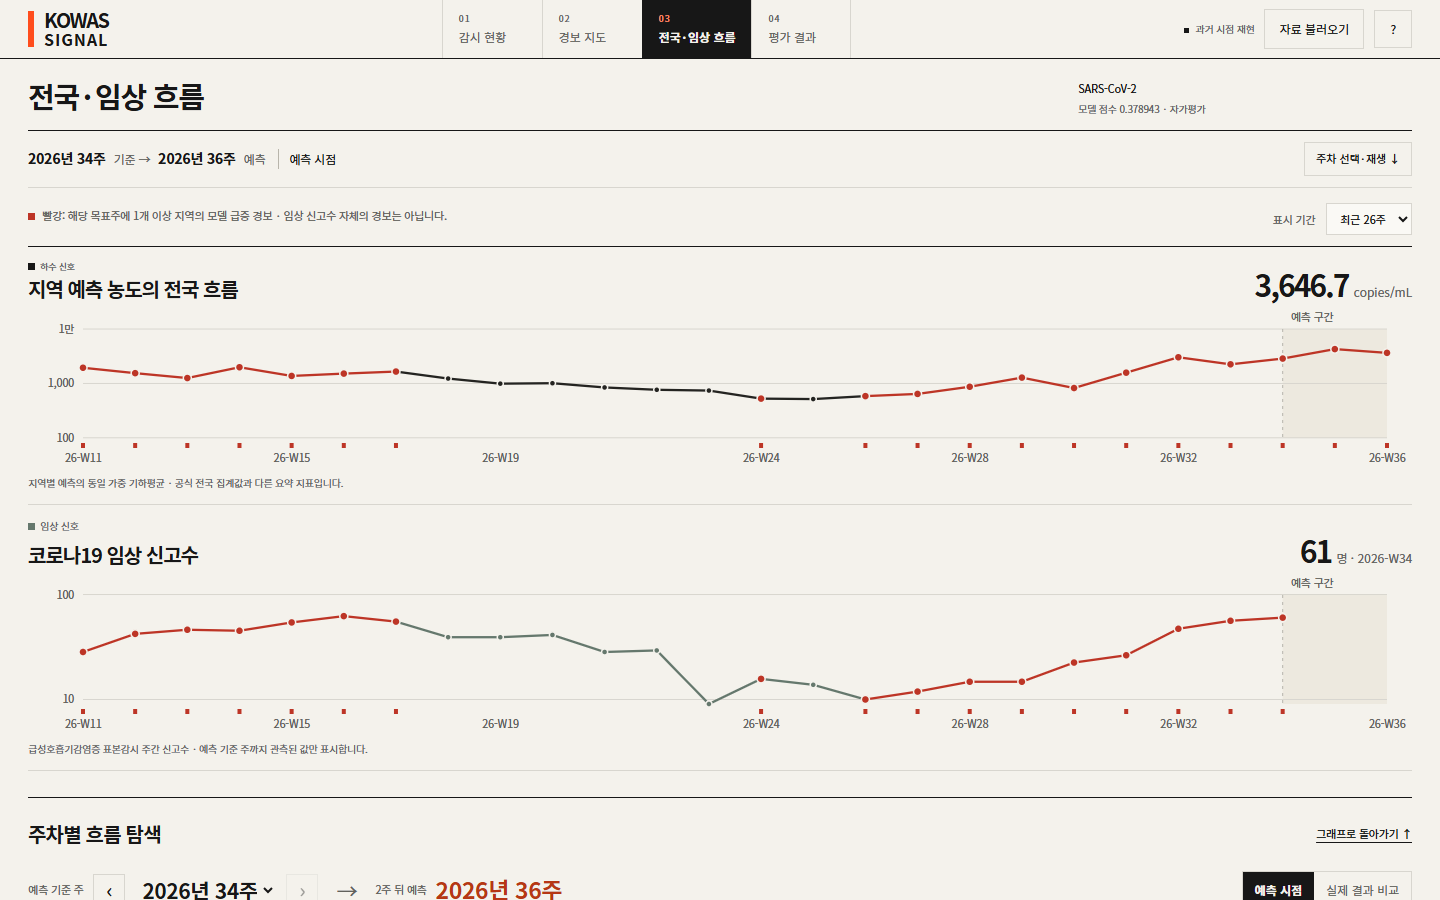 KOWAS
SIGNAL
01
감시 현황
02
경보 지도
03
전국·임상 흐름
04
평가 결과
과거 시점 재현
자료 불러오기
?
전국·임상 흐름
SARS-CoV-2
모델 점수 0.378943 · 자가평가
2026년 34주 기준 → 2026년 36주 예측 예측 시점
주차 선택·재생 ↓
빨강: 해당 목표주에 1개 이상 지역의 모델 급증 경보 · 임상 신고수 자체의 경보는 아닙니다.
표시 기간 최근 26주
하수 신호
지역 예측 농도의 전국 흐름
3,646.7 copies/mL
예측 구간
1만
1,000
100
26-W11 26-W15 26-W19 26-W24 26-W28 26-W32 26-W36
지역별 예측의 동일 가중 기하평균 · 공식 전국 집계값과 다른 요약 지표입니다.
임상 신호
코로나19 임상 신고수
61 명 · 2026-W34
예측 구간
100
10
26-W11 26-W15 26-W19 26-W24 26-W28 26-W32 26-W36
급성호흡기감염증 표본감시 주간 신고수 · 예측 기준 주까지 관측된 값만 표시합니다.
주차별 흐름 탐색
그래프로 돌아가기 ↑
예측 기준 주 ‹ 2026년 34주 › → 2주 뒤 예측 2026년 36주
예측 시점 실제 결과 비교